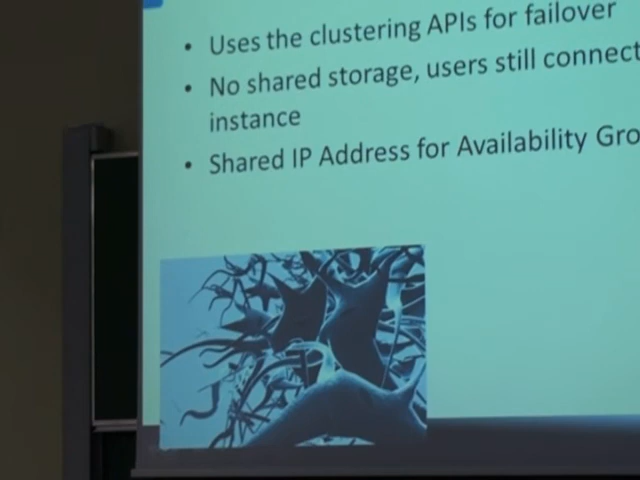 • Uses the clustering APIs for failover
• No shared storage, users still connect
instance
• Shared IP Address for Availability Gro